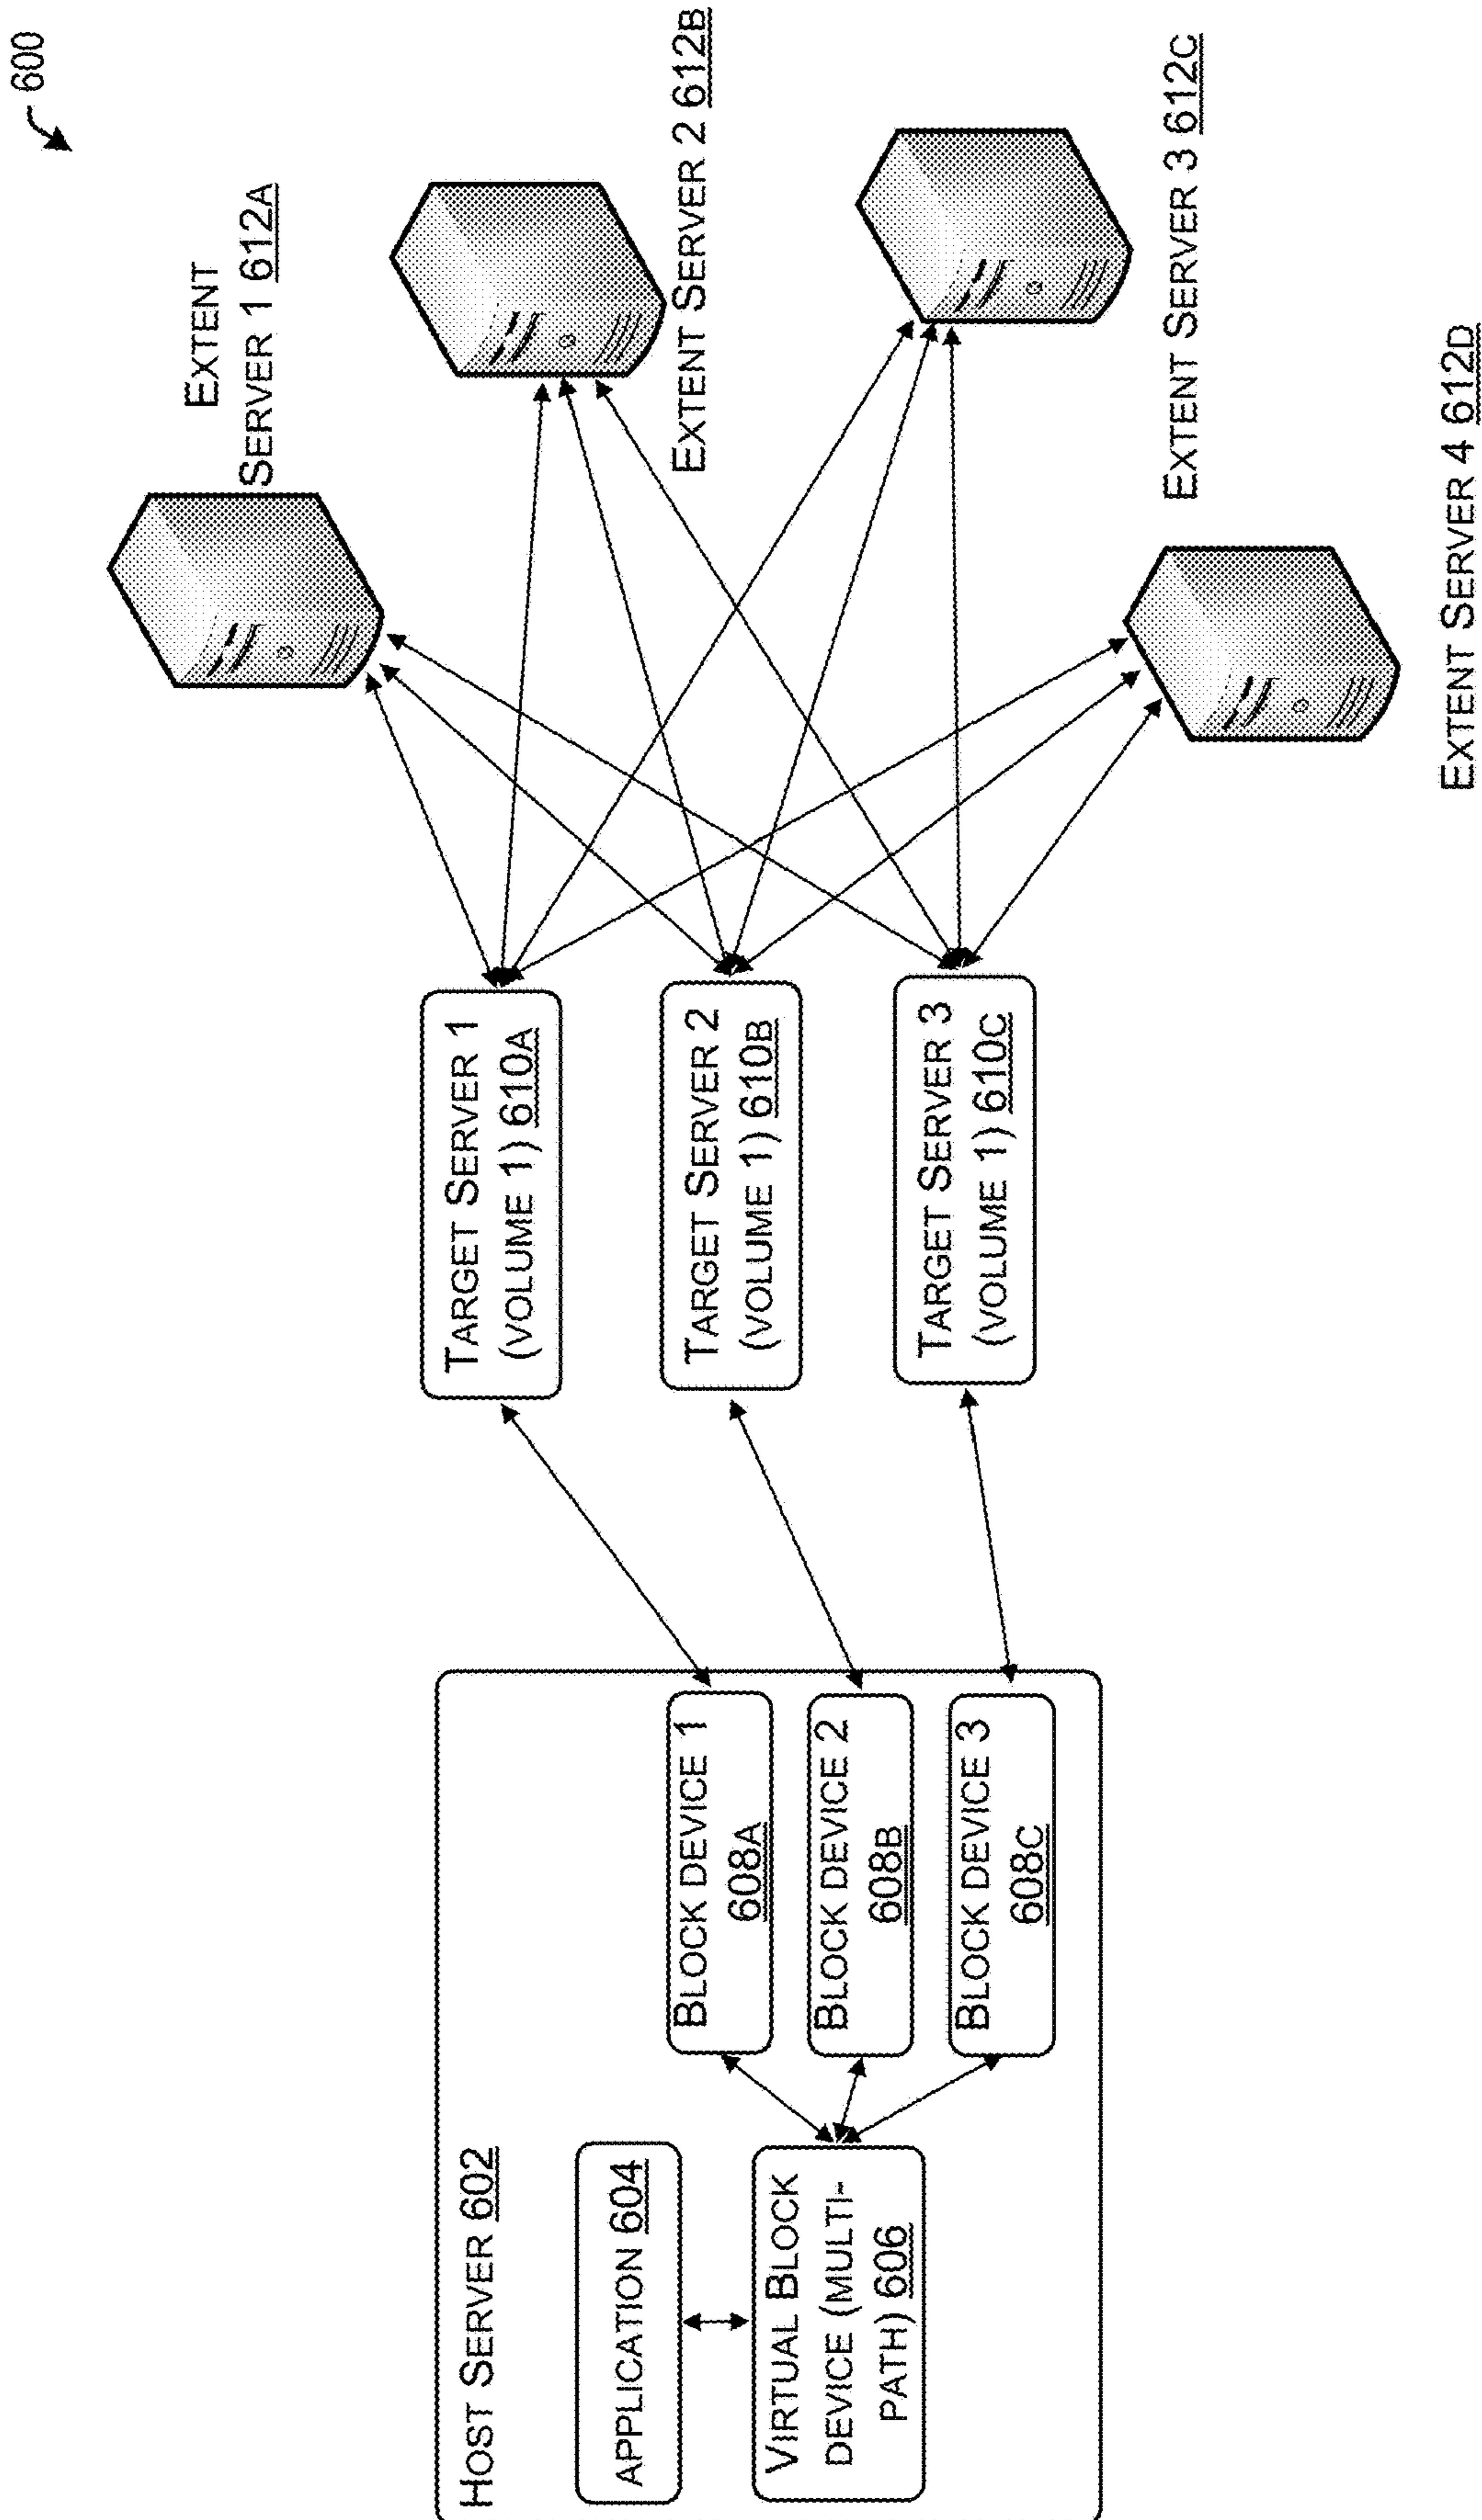 600
HOST SERVER 602
APPLICATION 604
VIRTUAL BLOCK
DEVICE (MULTI-
PATH) 606
BLOCK DEVICE 1
608A
BLOCK DEVICE 2
608B
BLOCK DEVICE 3
608C
TARGET SERVER 1
(VOLUME 1) 610A
TARGET SERVER 2
(VOLUME 1) 610B
TARGET SERVER 3
(VOLUME 1) 610C
EXTENT
SERVER 1 612A
EXTENT SERVER 2 612B
EXTENT SERVER 3 612C
EXTENT SERVER 4 612D